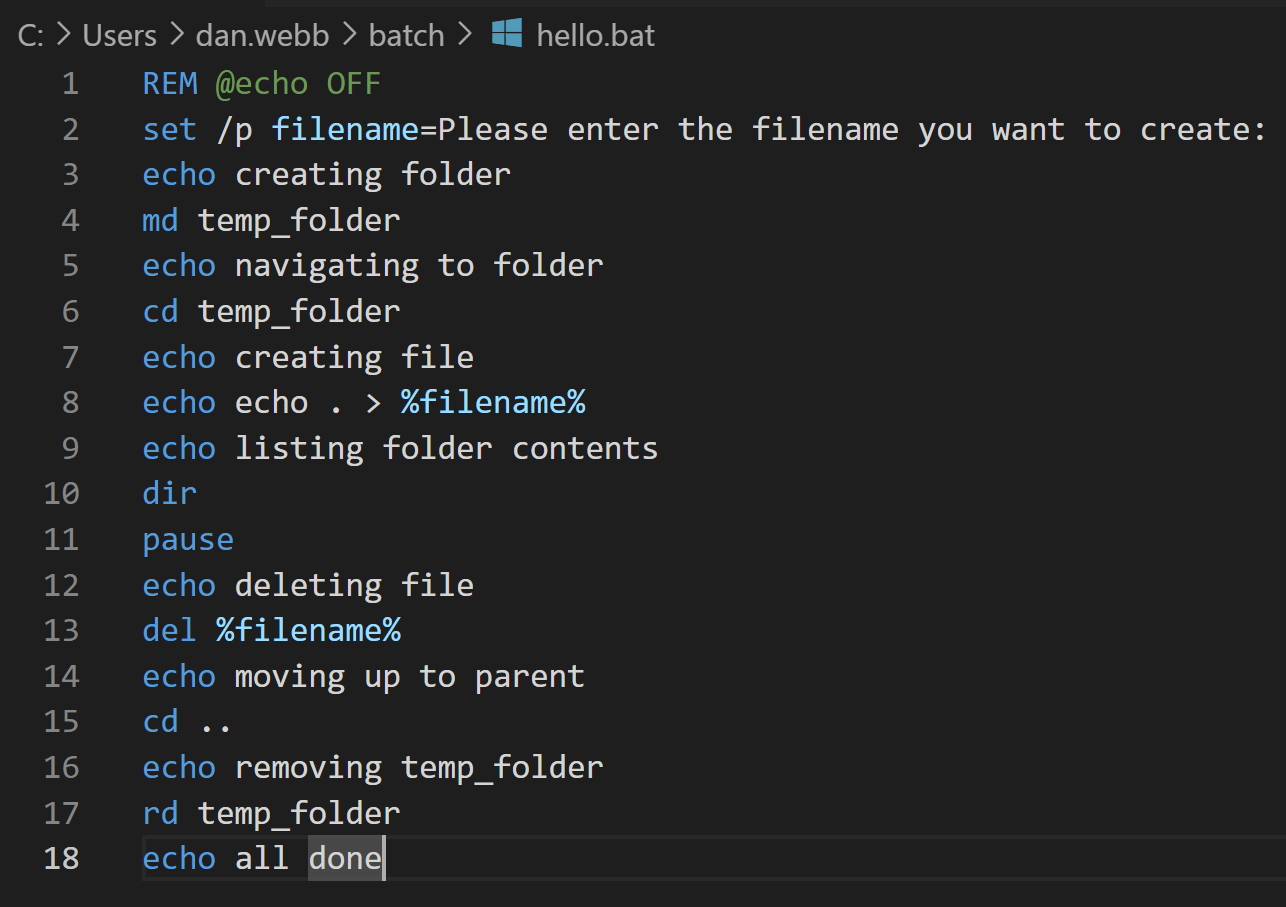 C: > Users > dan.webb > batch > hello.bat
1 REM @echo OFF
2 set /p filename=Please enter the filename you want to create:
3 echo creating folder
4 md temp_folder
5 echo navigating to folder
6 cd temp_folder
7 echo creating file
8 echo echo . > %filename%
9 echo listing folder contents
10 dir
11 pause
12 echo deleting file
13 del %filename%
14 echo moving up to parent
15 cd ..
16 echo removing temp_folder
17 rd temp_folder
18 echo all done